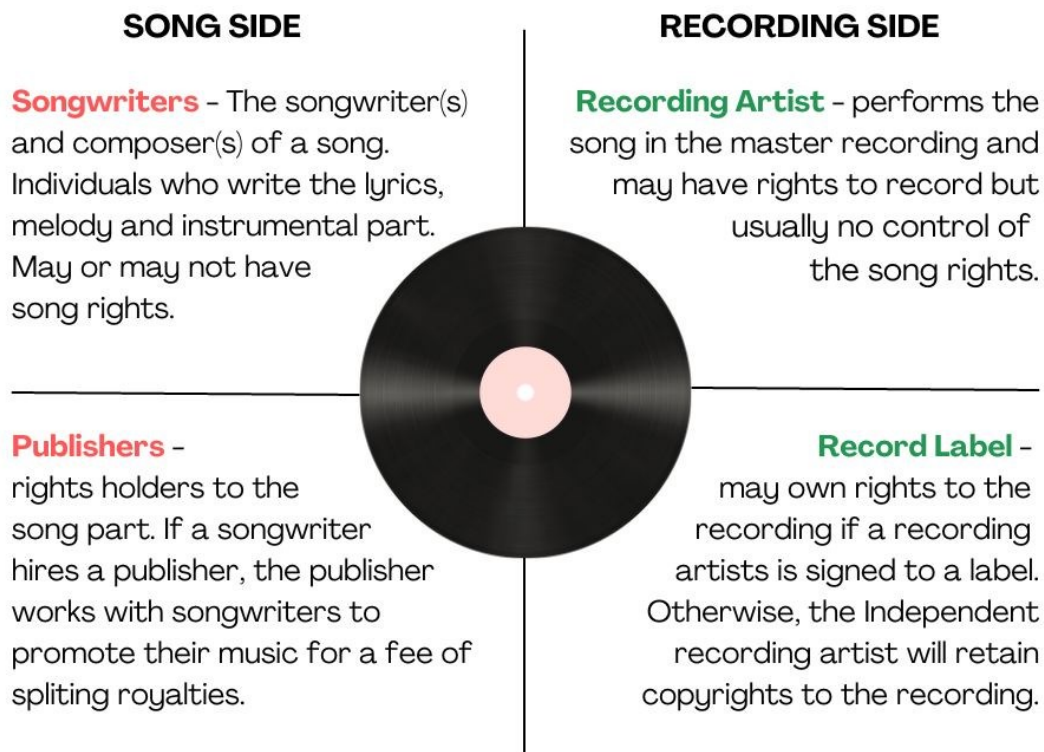 SONG SIDE
Songwriters - The songwriter(s)
and composer(s) of a song.
Individuals who write the lyrics,
melody and instrumental part.
May or may not have
song rights.
Publishers -
rights holders to the
song part. If a songwriter
hires a publisher, the publisher
works with songwriters to
promote their music for a fee of
spliting royalties.
RECORDING SIDE
Recording Artist - performs the
song in the master recording and
may have rights to record but
usually no control of
the song rights.
Record Label -
may own rights to the
recording if a recording
artists is signed to a label.
Otherwise, the Independent
recording artist will retain
copyrights to the recording.